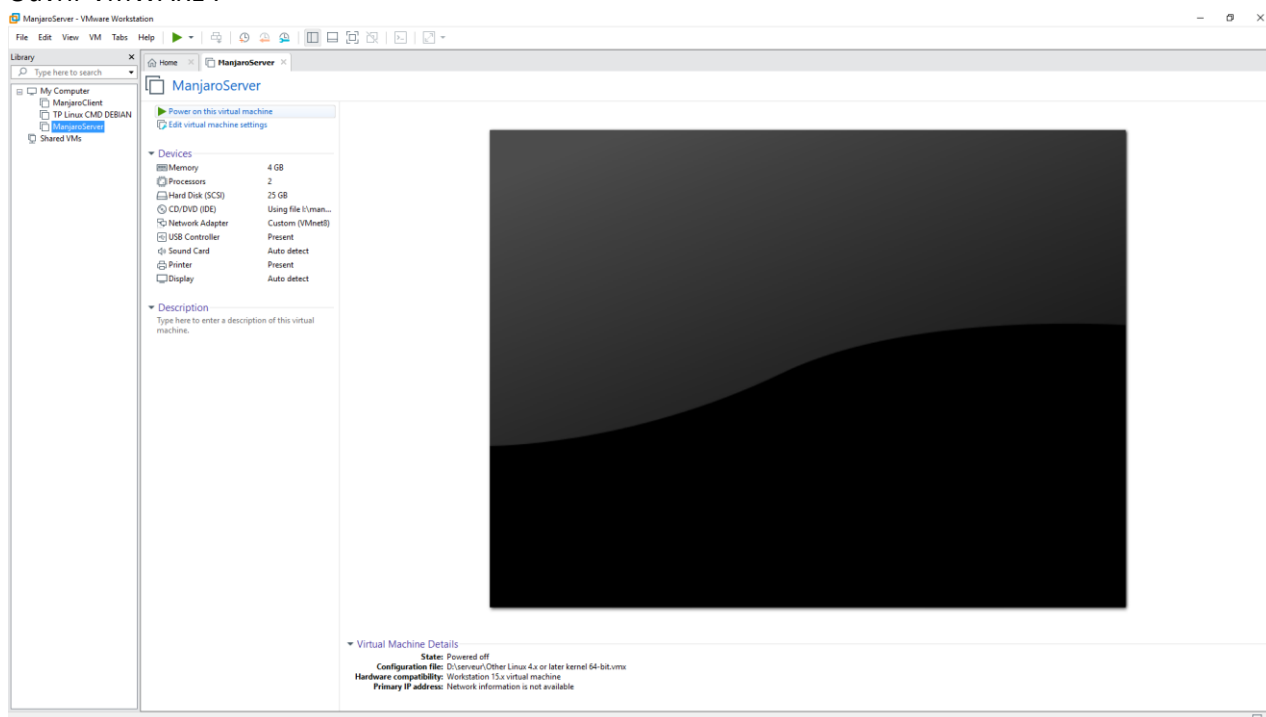 ManjaroServer - VMware Workstation
File Edit View VM Tabs Help
Library
Type here to search
My Computer
ManjaroClient
TP Linux CMD DEBIAN
ManjaroServer
Shared VMs
Home
ManjaroServer
ManjaroServer
Power on this virtual machine
Edit virtual machine settings
Devices
Memory 4 GB
Processors 2
Hard Disk (SCSI) 25 GB
CD/DVD (IDE) Using file I:\man...
Network Adapter Custom (VMnet8)
USB Controller Present
Sound Card Auto detect
Printer Present
Display Auto detect
Description
Type here to enter a description of this virtual
machine.
Virtual Machine Details
State: Powered off
Configuration file: D:\serveur\Other Linux 4.x or later kernel 64-bit.vmx
Hardware compatibility: Workstation 15.x virtual machine
Primary IP address: Network information is not available